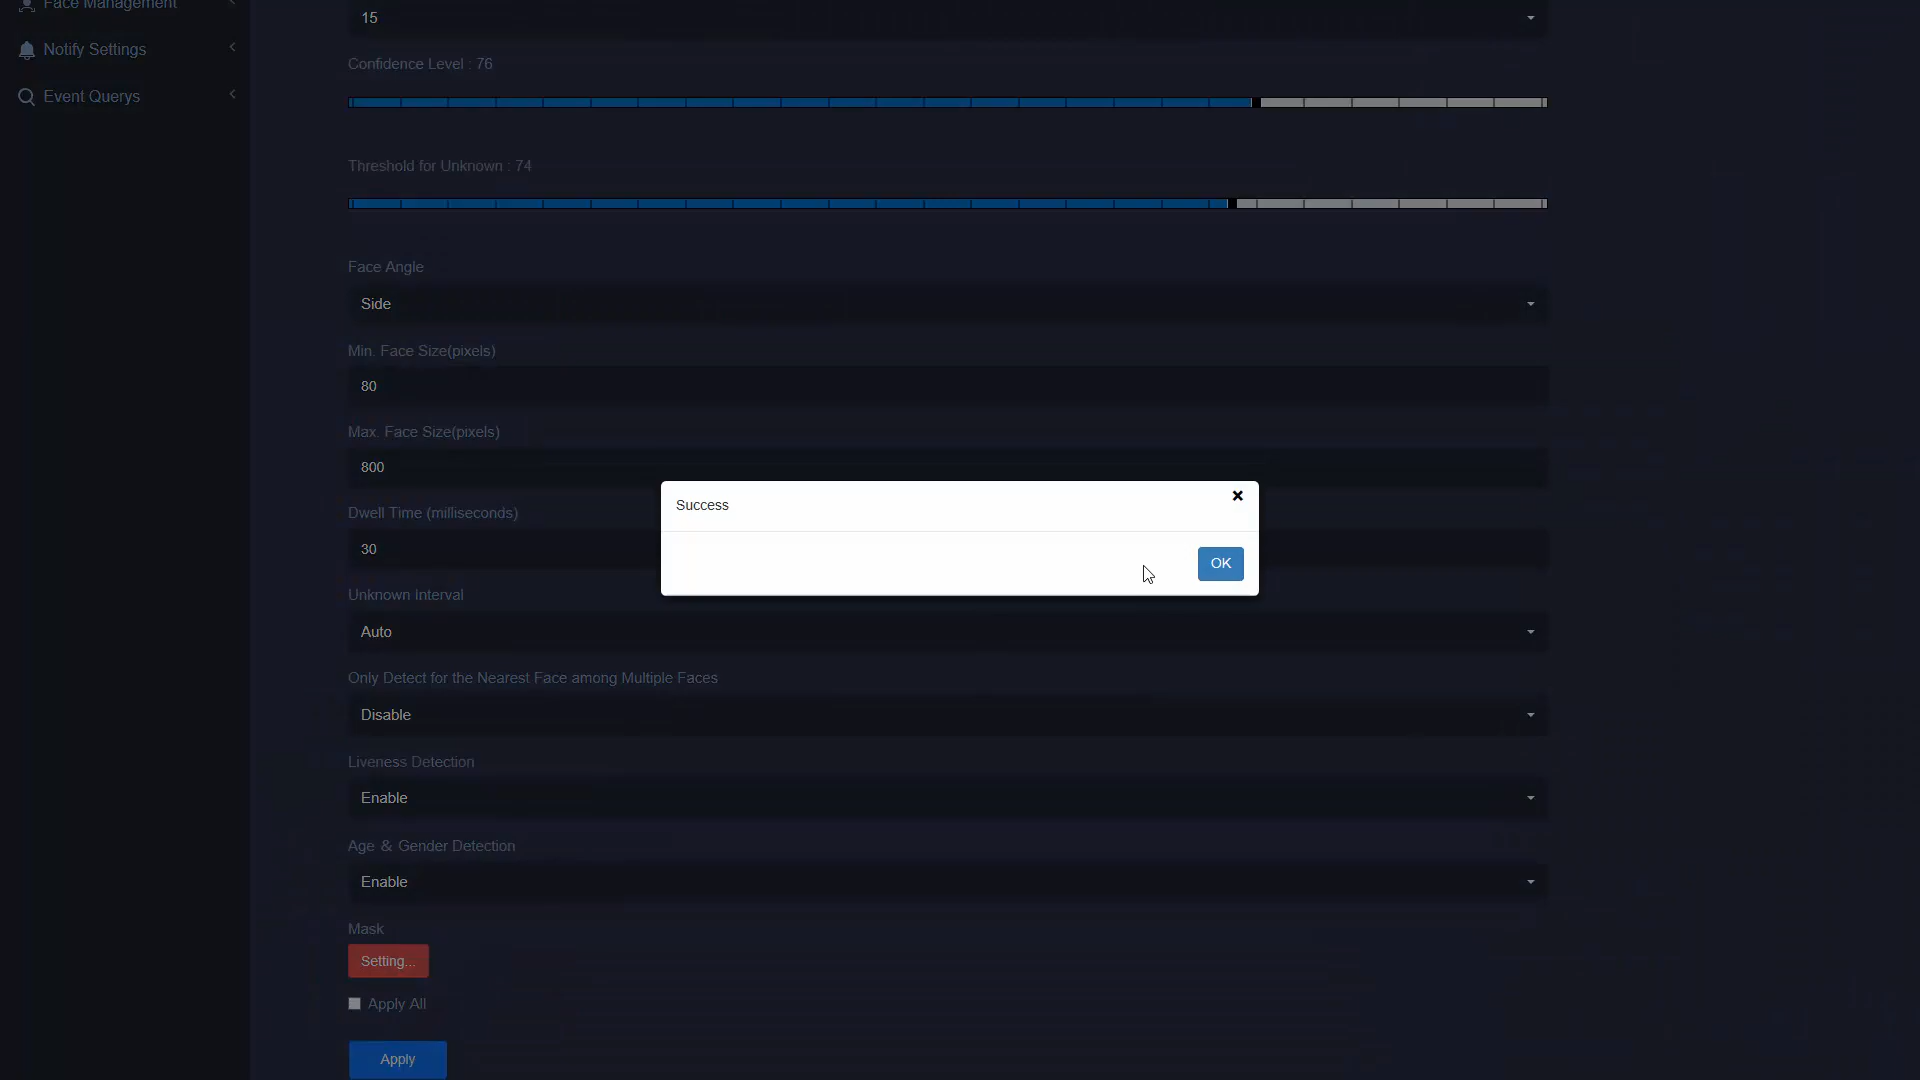 Face Management
Notify Settings
Event Querys
15
Confidence Level : 76
Threshold for Unknown : 74
Face Angle
Side
Min. Face Size(pixels)
80
Max. Face Size(pixels)
800
Dwell Time (milliseconds)
30
Unknown Interval
Auto
Only Detect for the Nearest Face among Multiple Faces
Disable
Liveness Detection
Enable
Age & Gender Detection
Enable
Mask
Setting...
Apply All
Apply
Success
OK